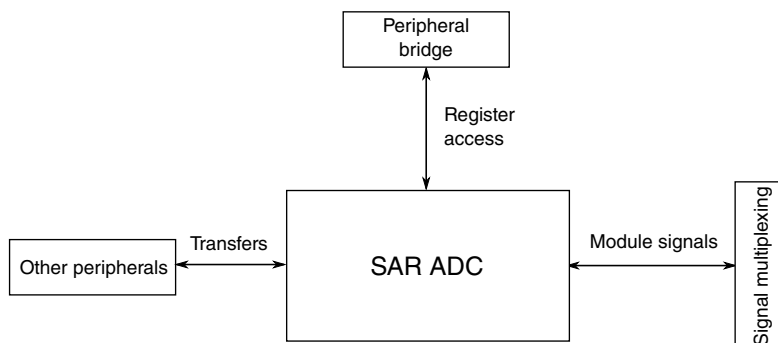 Peripheral
bridge
Register
access
Other peripherals
Transfers
SAR ADC
Module signals
Signal multiplexing